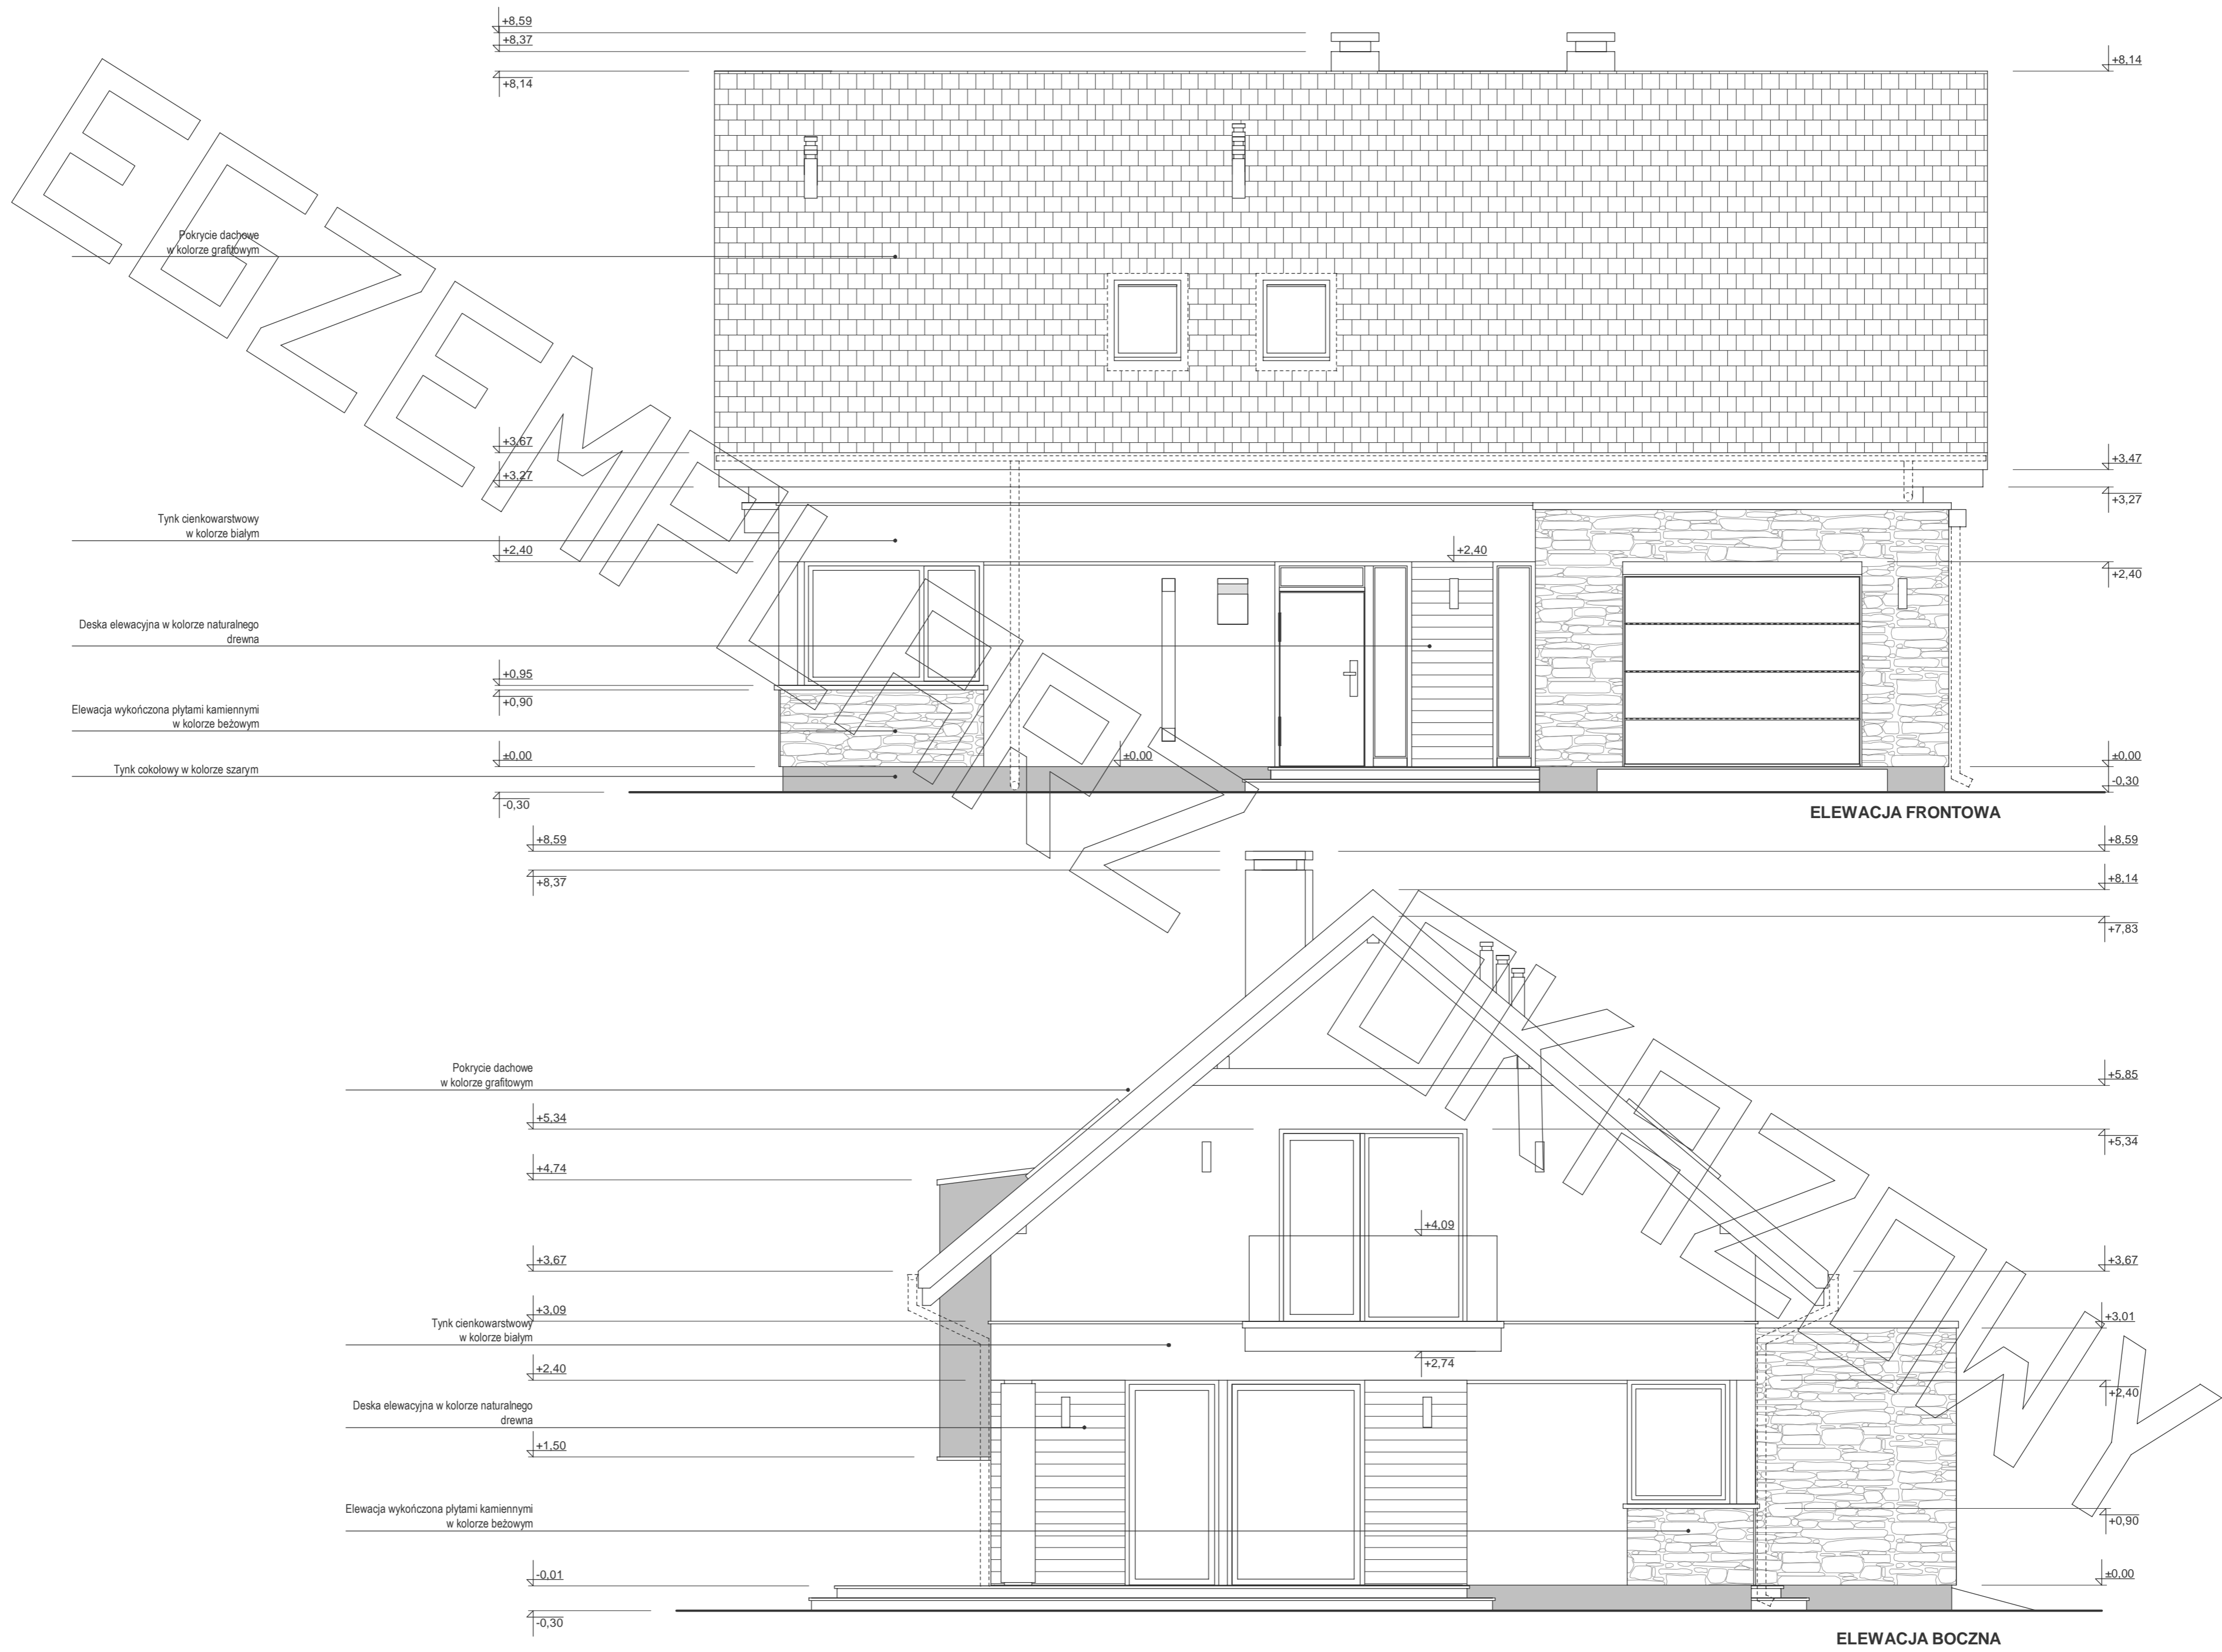 +8,59
+8,37
+8,14
+8,14
Pokrycie dachowe
w kolorze grafitowym
+3,67
+3,27
+3,47
+3,27
Tynk cienkowarstwowy
w kolorze białym
+2,40
+2,40
+2,40
Deska elewacyjna w kolorze naturalnego
drewna
+0,95
+0,90
Elewacja wykończona płytami kamiennymi
w kolorze beżowym
±0,00
±0,00
±0,00
Tynk cokołowy w kolorze szarym
-0,30
-0,30
ELEWACJA FRONTOWA
+8,59
+8,37
+8,59
+8,14
+7,83
Pokrycie dachowe
w kolorze grafitowym
+5,85
+5,34
+5,34
+4,74
+4,09
+3,67
+3,67
+3,09
+3,01
Tynk cienkowarstwowy
w kolorze białym
+2,74
+2,40
+2,40
Deska elewacyjna w kolorze naturalnego
drewna
+1,50
Elewacja wykończona płytami kamiennymi
w kolorze beżowym
+0,90
-0,01
±0,00
-0,30
ELEWACJA BOCZNA
EGZEMPLARZ OKAZOWY